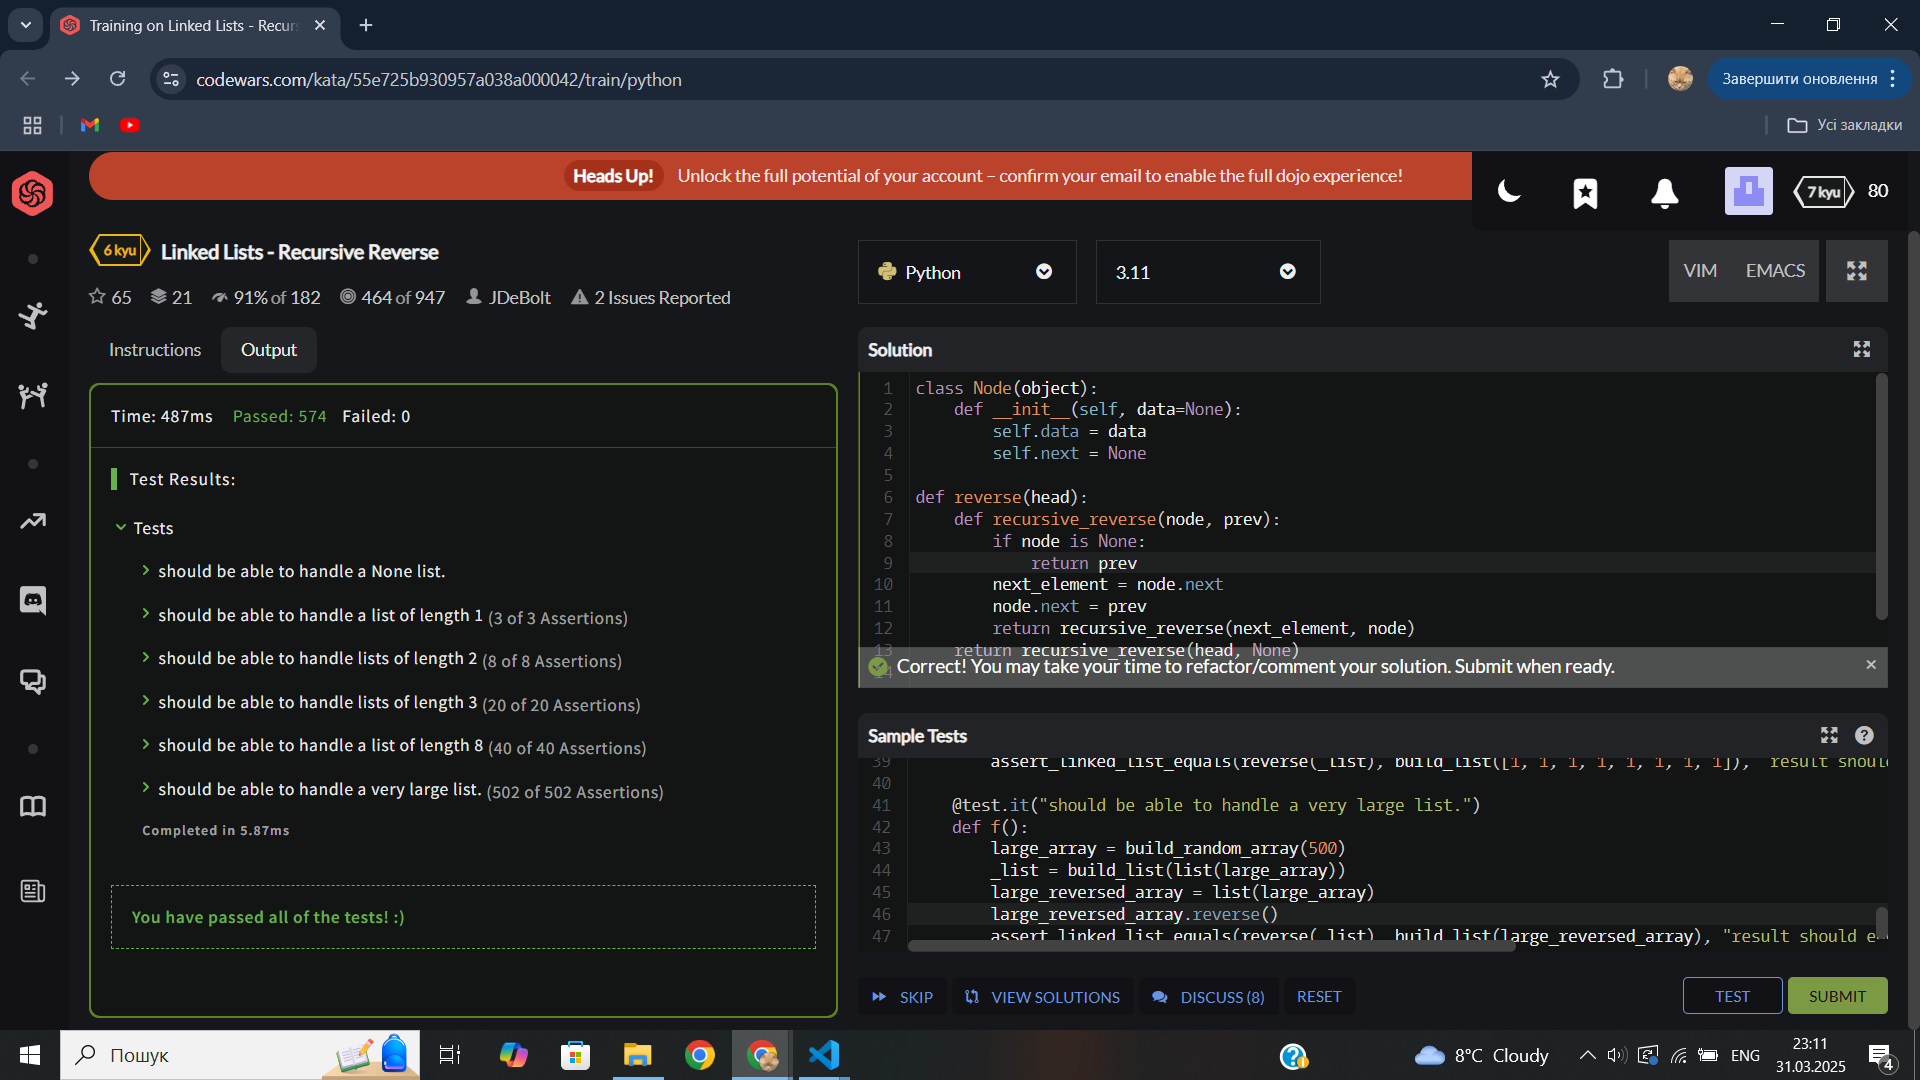 Training on Linked Lists - Recurs
codewars.com/kata/55e725b930957a038a000042/train/python
Завершити оновлення
Усі закладки
Heads Up! Unlock the full potential of your account – confirm your email to enable the full dojo experience!
7 kyu 80
6 kyu Linked Lists - Recursive Reverse
65 21 91% of 182 464 of 947 JDeBolt 2 Issues Reported
Instructions Output
Time: 487ms Passed: 574 Failed: 0
Test Results:
Tests
should be able to handle a None list.
should be able to handle a list of length 1 (3 of 3 Assertions)
should be able to handle lists of length 2 (8 of 8 Assertions)
should be able to handle lists of length 3 (20 of 20 Assertions)
should be able to handle a list of length 8 (40 of 40 Assertions)
should be able to handle a very large list. (502 of 502 Assertions)
Completed in 5.87ms
You have passed all of the tests! :)
Python 3.11 VIM EMACS
Solution
1 class Node(object):
2 def __init__(self, data=None):
3 self.data = data
4 self.next = None
5
6 def reverse(head):
7 def recursive_reverse(node, prev):
8 if node is None:
9 return prev
10 next_element = node.next
11 node.next = prev
12 return recursive_reverse(next_element, node)
13 return recursive_reverse(head, None)
14
Correct! You may take your time to refactor/comment your solution. Submit when ready.
Sample Tests
39 assert_linked_list_equals(reverse(_list), build_list([1, 1, 1, 1, 1, 1, 1, 1]), "result shoul
40
41 @test.it("should be able to handle a very large list.")
42 def f():
43 large_array = build_random_array(500)
44 _list = build_list(list(large_array))
45 large_reversed_array = list(large_array)
46 large_reversed_array.reverse()
47 assert_linked_list_equals(reverse(_list), build_list(large_reversed_array), "result should e
SKIP VIEW SOLUTIONS DISCUSS (8) RESET TEST SUBMIT
Пошук
8°C Cloudy
ENG
23:11
31.03.2025
4